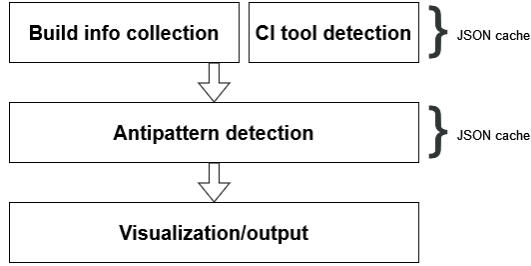 Build info collection
CI tool detection
JSON cache
Antipattern detection
JSON cache
Visualization/output